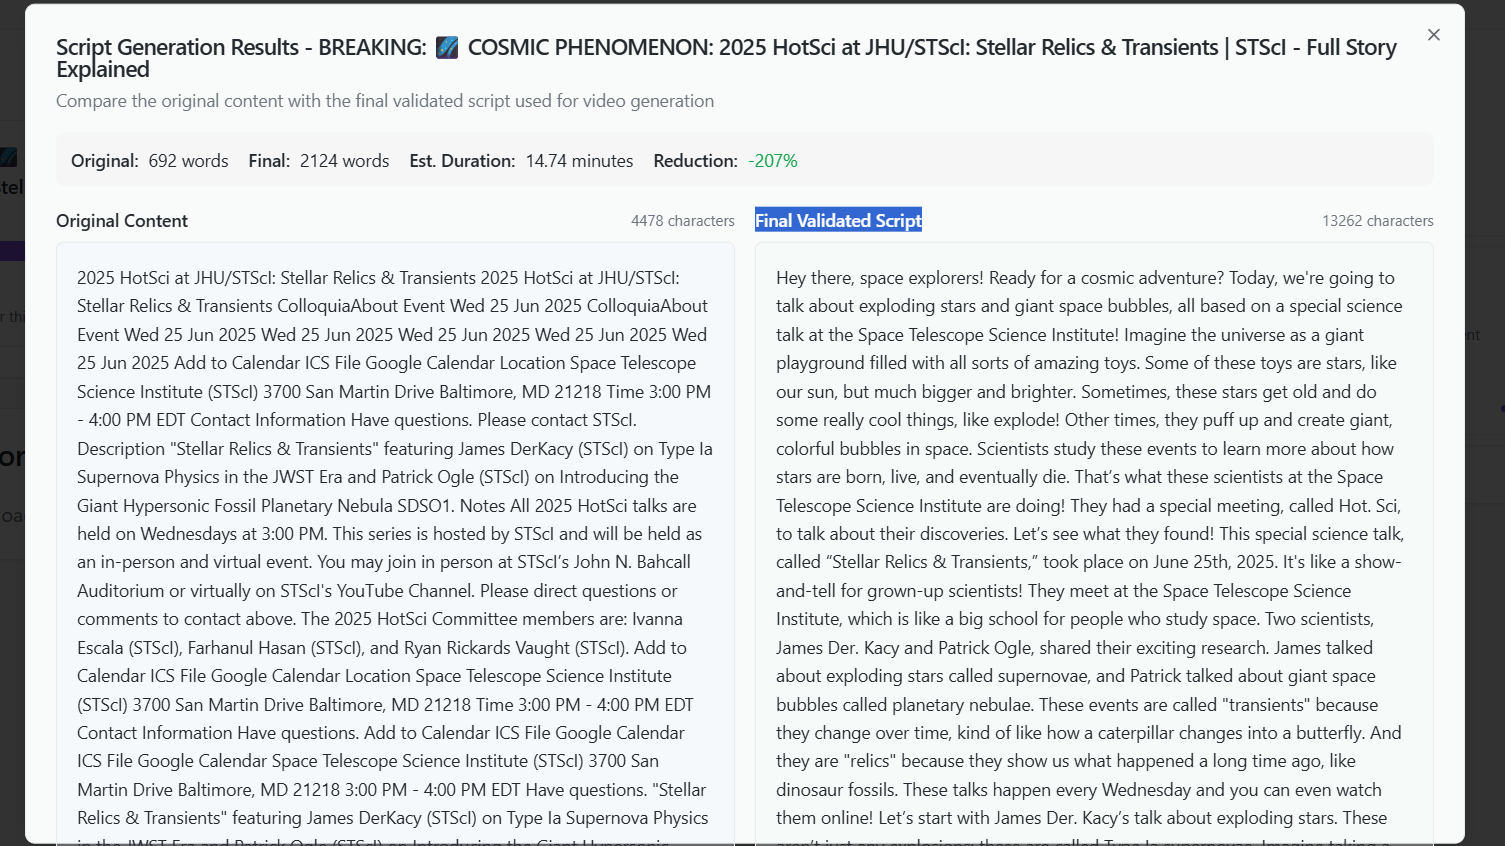 Script Generation Results - BREAKING: 🌌 COSMIC PHENOMENON: 2025 HotSci at JHU/STScI: Stellar Relics & Transients | STScI - Full Story
Explained
Compare the original content with the final validated script used for video generation
Original: 692 words Final: 2124 words Est. Duration: 14.74 minutes Reduction: -207%
Original Content 4478 characters
2025 HotSci at JHU/STScI: Stellar Relics & Transients 2025 HotSci at JHU/STScI:
Stellar Relics & Transients ColloquiaAbout Event Wed 25 Jun 2025 ColloquiaAbout
Event Wed 25 Jun 2025 Wed 25 Jun 2025 Wed 25 Jun 2025 Wed 25 Jun 2025 Wed
25 Jun 2025 Add to Calendar ICS File Google Calendar Location Space Telescope
Science Institute (STScI) 3700 San Martin Drive Baltimore, MD 21218 Time 3:00 PM
- 4:00 PM EDT Contact Information Have questions. Please contact STScI.
Description "Stellar Relics & Transients" featuring James DerKacy (STScI) on Type Ia
Supernova Physics in the JWST Era and Patrick Ogle (STScI) on Introducing the
Giant Hypersonic Fossil Planetary Nebula SDSO1. Notes All 2025 HotSci talks are
held on Wednesdays at 3:00 PM. This series is hosted by STScI and will be held as
an in-person and virtual event. You may join in person at STScI’s John N. Bahcall
Auditorium or virtually on STScI's YouTube Channel. Please direct questions or
comments to contact above. The 2025 HotSci Committee members are: Ivanna
Escala (STScI), Farhanul Hasan (STScI), and Ryan Rickards Vaught (STScI). Add to
Calendar ICS File Google Calendar Location Space Telescope Science Institute
(STScI) 3700 San Martin Drive Baltimore, MD 21218 Time 3:00 PM - 4:00 PM EDT
Contact Information Have questions. Add to Calendar ICS File Google Calendar
ICS File Google Calendar Space Telescope Science Institute (STScI) 3700 San
Martin Drive Baltimore, MD 21218 3:00 PM - 4:00 PM EDT Have questions. "Stellar
Relics & Transients" featuring James DerKacy (STScI) on Type Ia Supernova Physics
in the JWST Era and Patrick Ogle (STScI) on Introducing the Giant Hypersonic
Final Validated Script 13262 characters
Hey there, space explorers! Ready for a cosmic adventure? Today, we're going to
talk about exploding stars and giant space bubbles, all based on a special science
talk at the Space Telescope Science Institute! Imagine the universe as a giant
playground filled with all sorts of amazing toys. Some of these toys are stars, like
our sun, but much bigger and brighter. Sometimes, these stars get old and do
some really cool things, like explode! Other times, they puff up and create giant,
colorful bubbles in space. Scientists study these events to learn more about how
stars are born, live, and eventually die. That’s what these scientists at the Space
Telescope Science Institute are doing! They had a special meeting, called Hot. Sci,
to talk about their discoveries. Let’s see what they found! This special science talk,
called “Stellar Relics & Transients,” took place on June 25th, 2025. It's like a show-
and-tell for grown-up scientists! They meet at the Space Telescope Science
Institute, which is like a big school for people who study space. Two scientists,
James Der. Kacy and Patrick Ogle, shared their exciting research. James talked
about exploding stars called supernovae, and Patrick talked about giant space
bubbles called planetary nebulae. These events are called "transients" because
they change over time, kind of like how a caterpillar changes into a butterfly. And
they are "relics" because they show us what happened a long time ago, like
dinosaur fossils. These talks happen every Wednesday and you can even watch
them online! Let’s start with James Der. Kacy’s talk about exploding stars. These
aren’t just any explosions; these are called Type Ia supernovae. Imagine taking a